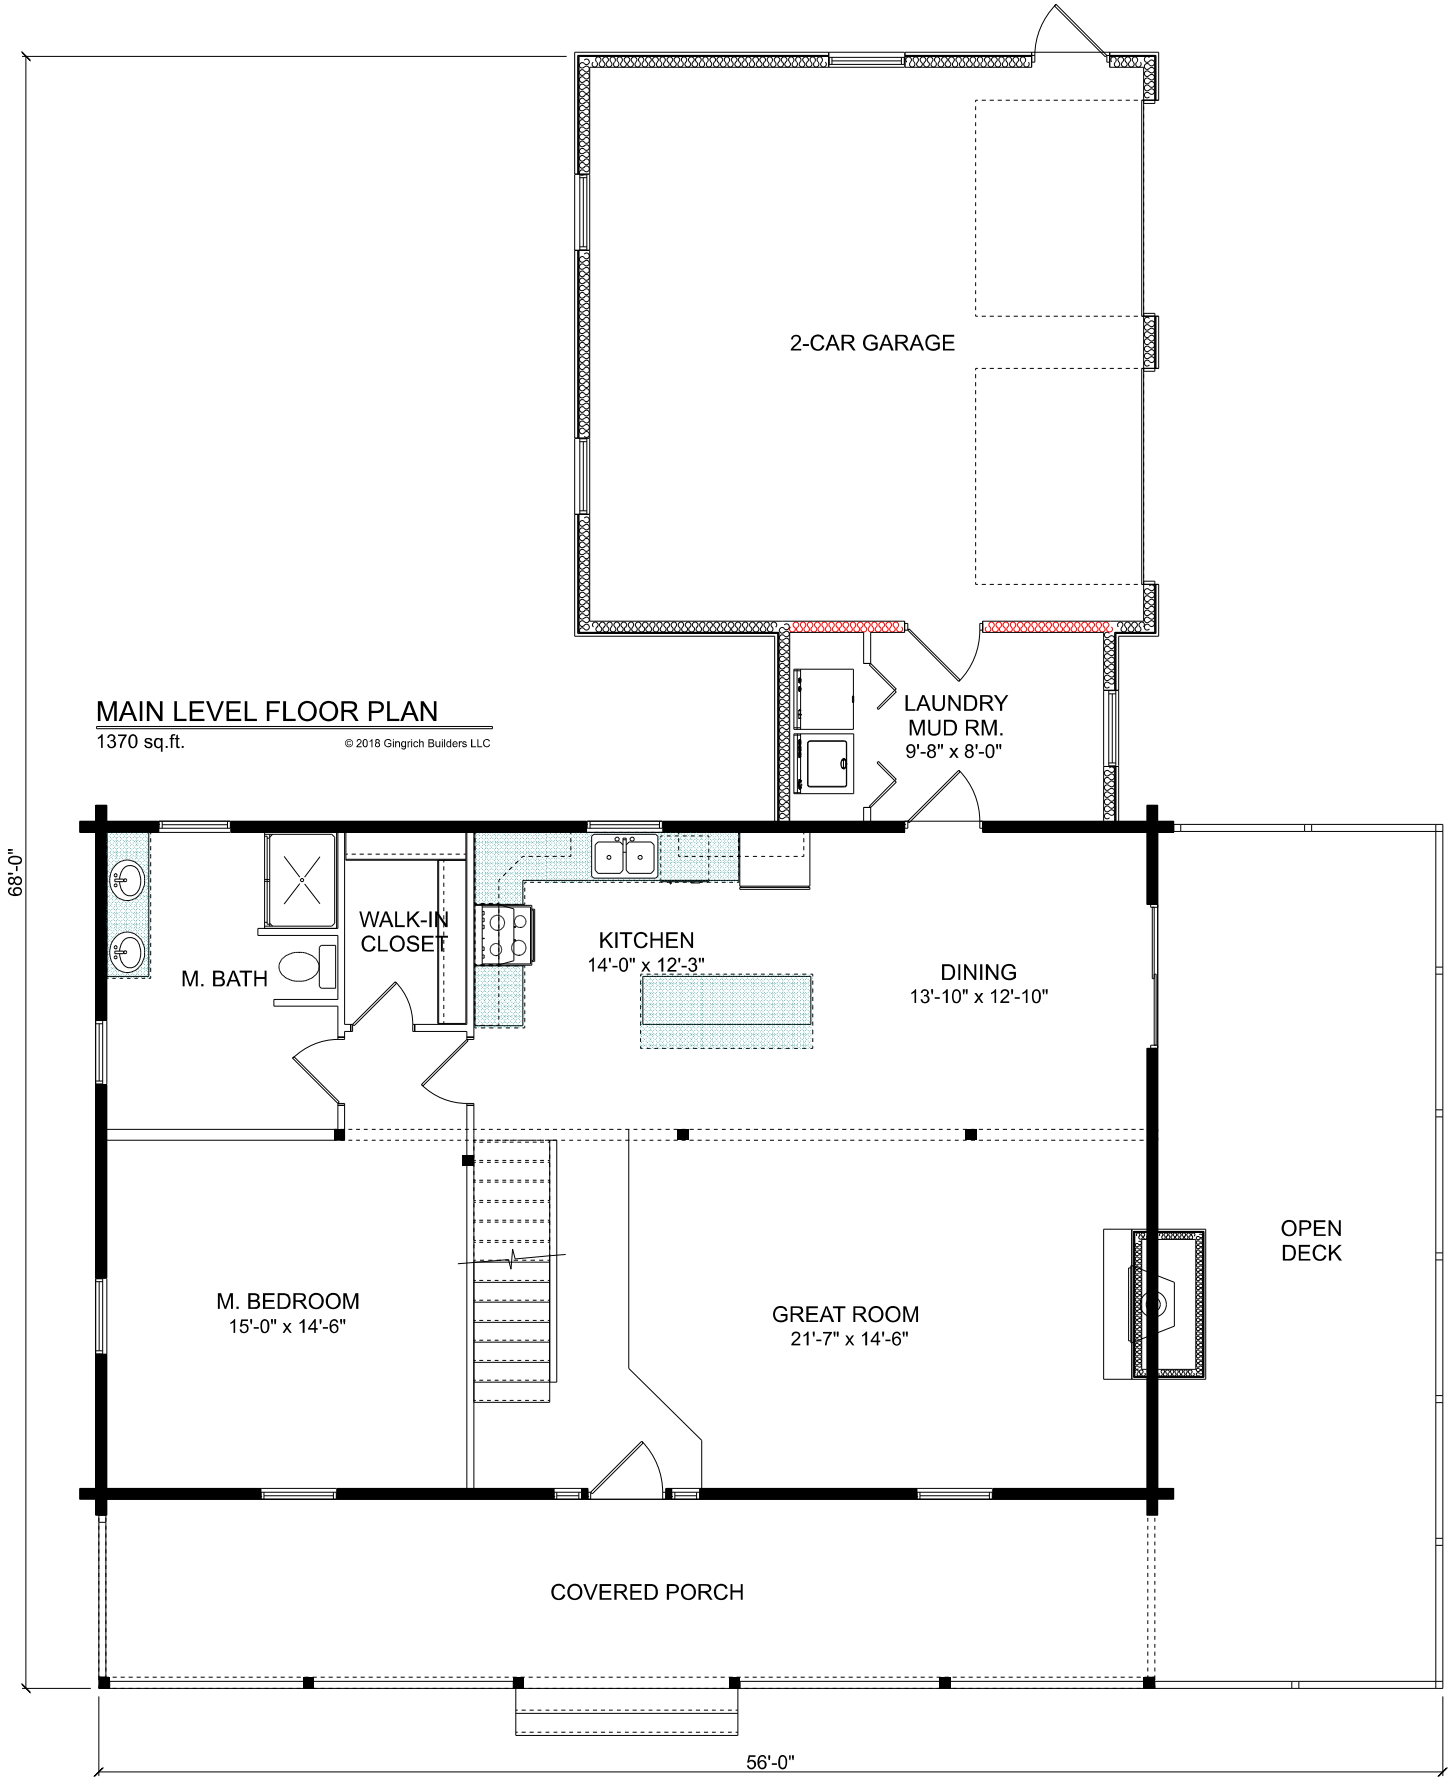 2-CAR GARAGE
MAIN LEVEL FLOOR PLAN
1370 sq.ft.
© 2018 Gingrich Builders LLC
LAUNDRY
MUD RM.
9'-8" x 8'-0"
68'-0"
WALK-IN
CLOSET
M. BATH
KITCHEN
14'-0" x 12'-3"
DINING
13'-10" x 12'-10"
OPEN
DECK
M. BEDROOM
15'-0" x 14'-6"
GREAT ROOM
21'-7" x 14'-6"
COVERED PORCH
56'-0"